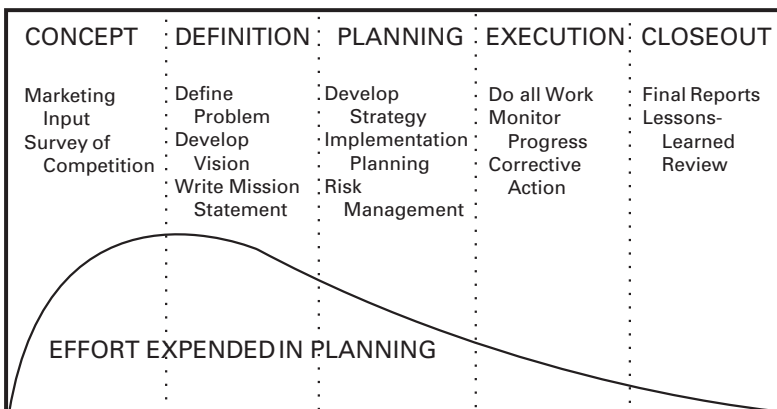 CONCEPT
Marketing
Input
Survey of
Competition
DEFINITION
Define
Problem
Develop
Vision
Write Mission
Statement
PLANNING
Develop
Strategy
Implementation
Planning
Risk
Management
EXECUTION
Do all Work
Monitor
Progress
Corrective
Action
CLOSEOUT
Final Reports
Lessons-
Learned
Review
EFFORT EXPENDED IN PLANNING